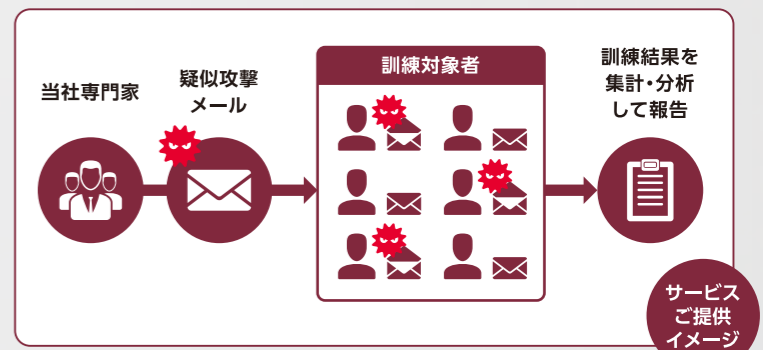 当社専門家
疑似攻撃
メール
訓練対象者
訓練結果を
集計・分析
して報告
サービス
ご提供
イメージ